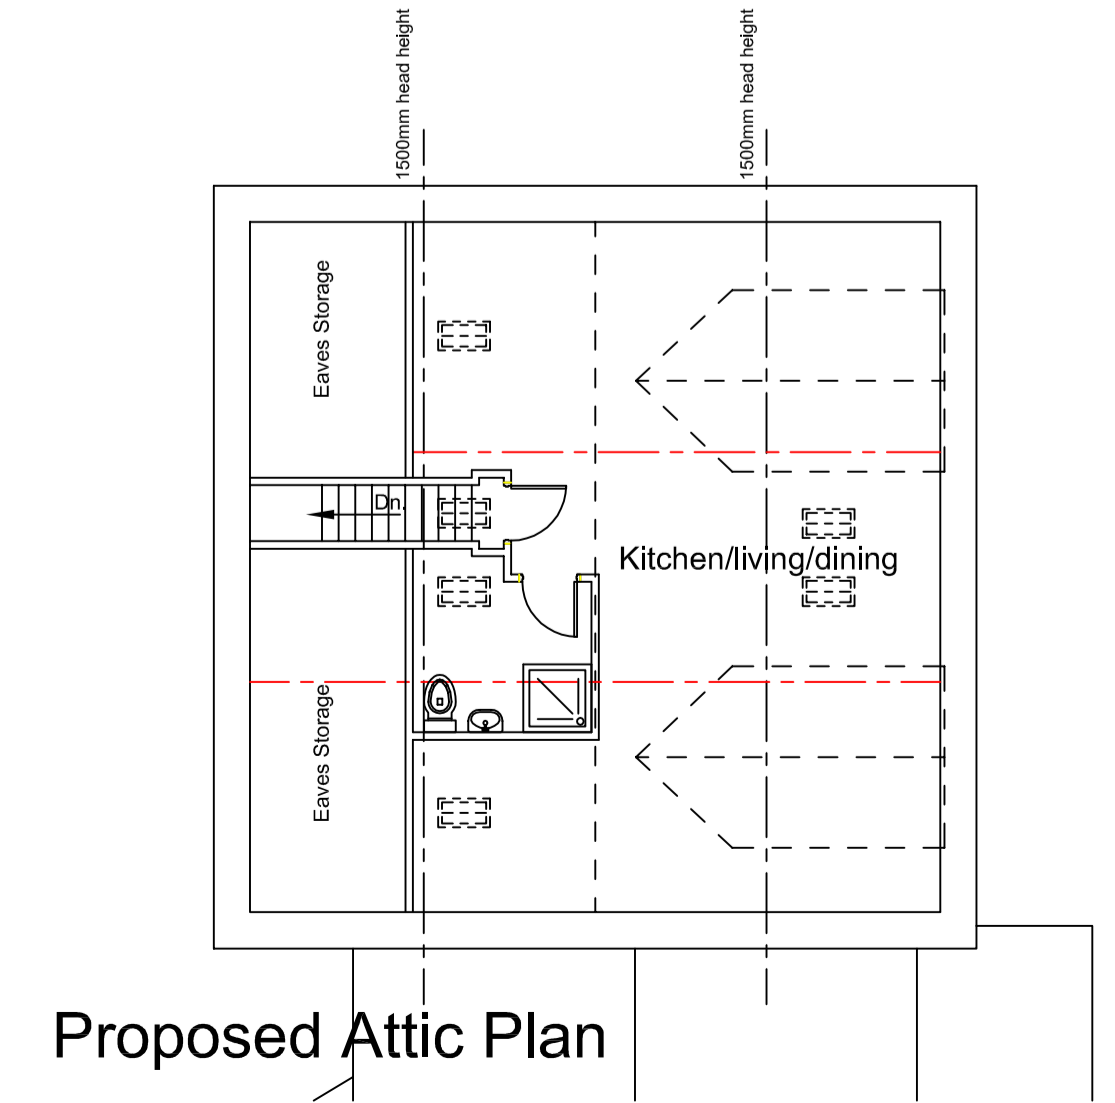 1500mm head height
1500mm head height
Eaves Storage
Dn.
Kitchen/living/dining
Eaves Storage
Proposed Attic Plan